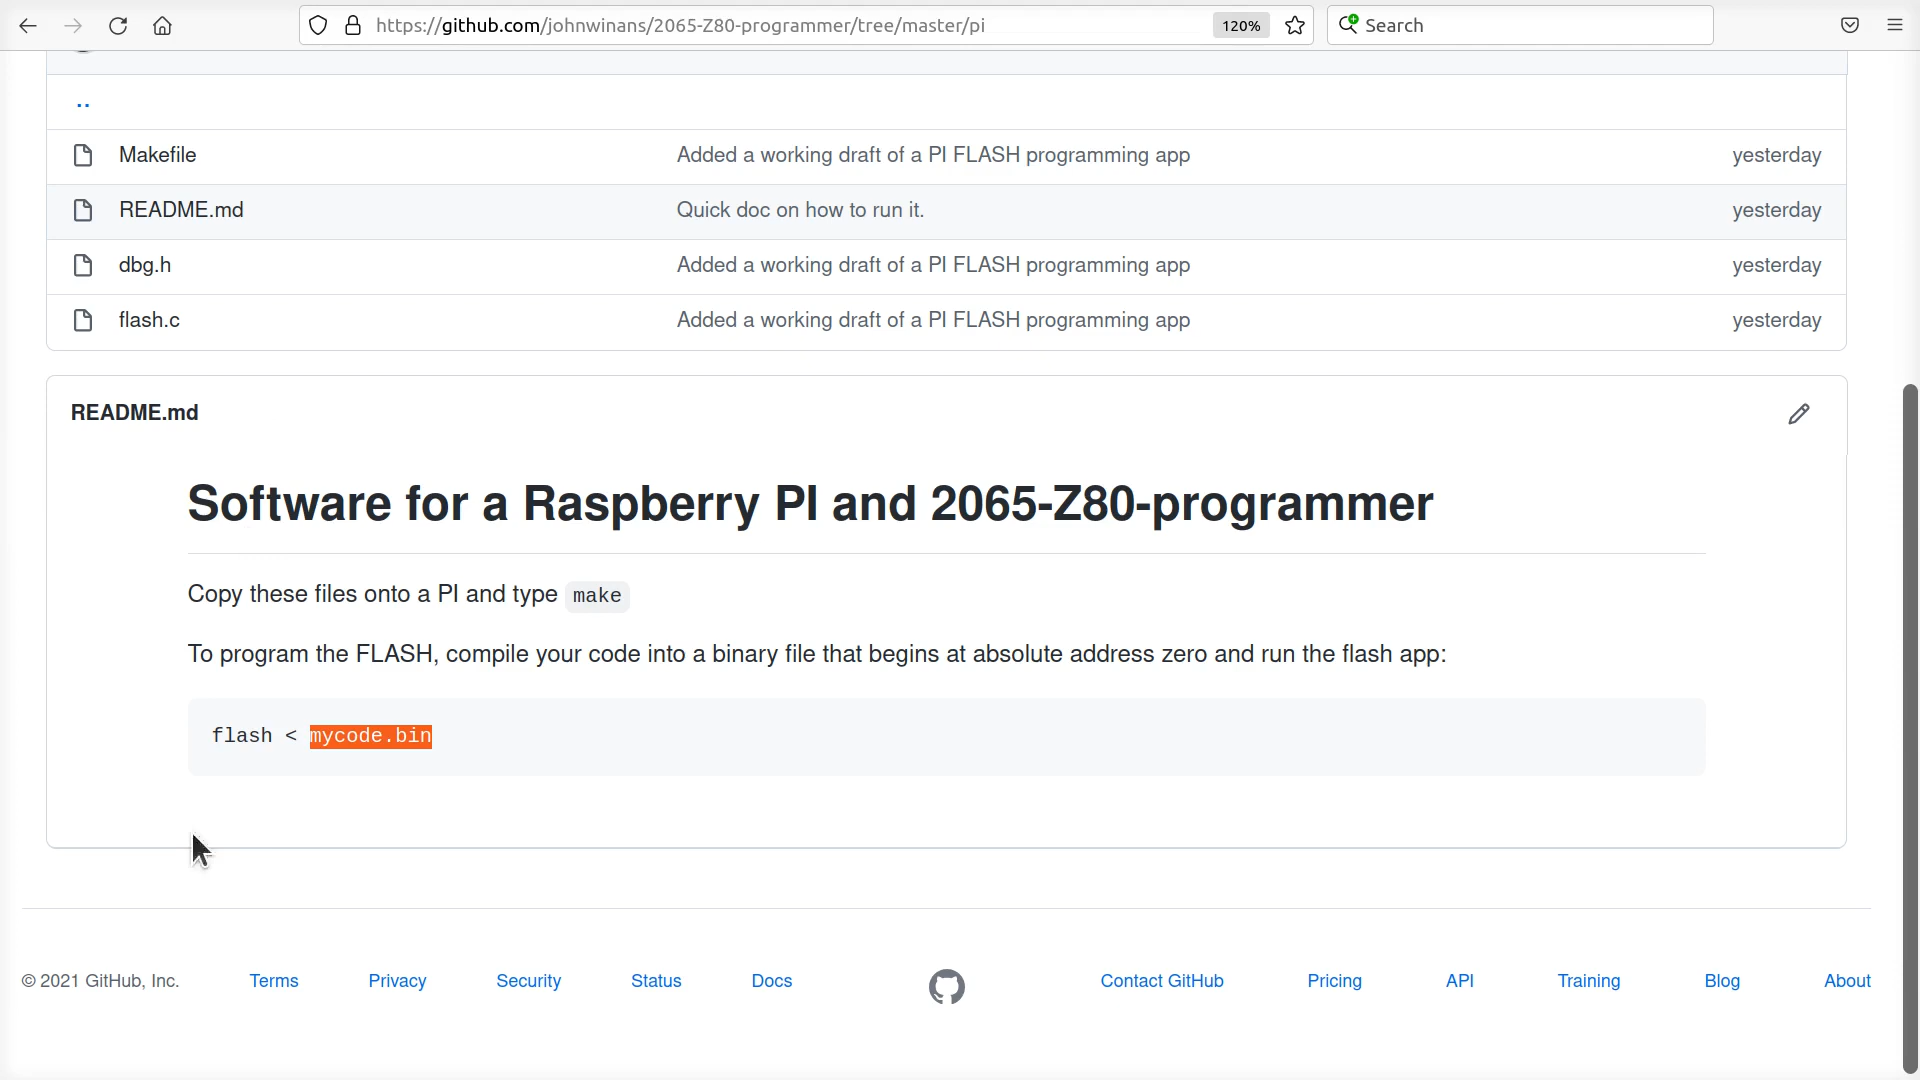 https://github.com/johnwinans/2065-Z80-programmer/tree/master/pi 120% Search
..
Makefile Added a working draft of a PI FLASH programming app yesterday
README.md Quick doc on how to run it. yesterday
dbg.h Added a working draft of a PI FLASH programming app yesterday
flash.c Added a working draft of a PI FLASH programming app yesterday
README.md
Software for a Raspberry PI and 2065-Z80-programmer
Copy these files onto a PI and type make
To program the FLASH, compile your code into a binary file that begins at absolute address zero and run the flash app:
flash < mycode.bin
© 2021 GitHub, Inc. Terms Privacy Security Status Docs Contact GitHub Pricing API Training Blog About